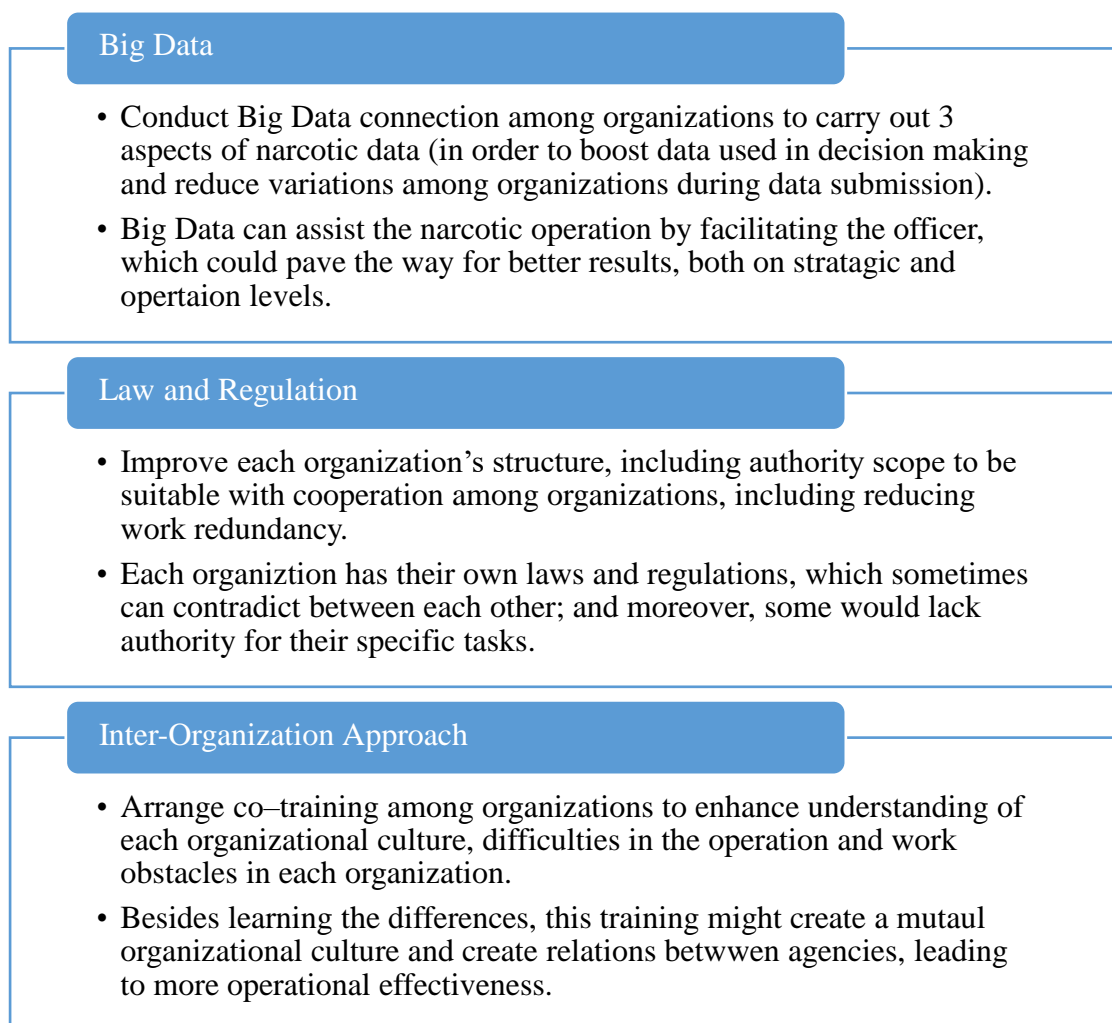 Big Data
• Conduct Big Data connection among organizations to carry out 3
aspects of narcotic data (in order to boost data used in decision making
and reduce variations among organizations during data submission).
• Big Data can assist the narcotic operation by facilitating the officer,
which could pave the way for better results, both on stratagic and
opertaion levels.
Law and Regulation
• Improve each organization’s structure, including authority scope to be
suitable with cooperation among organizations, including reducing
work redundancy.
• Each organiztion has their own laws and regulations, which sometimes
can contradict between each other; and moreover, some would lack
authority for their specific tasks.
Inter-Organization Approach
• Arrange co–training among organizations to enhance understanding of
each organizational culture, difficulties in the operation and work
obstacles in each organization.
• Besides learning the differences, this training might create a mutaul
organizational culture and create relations betwwen agencies, leading
to more operational effectiveness.